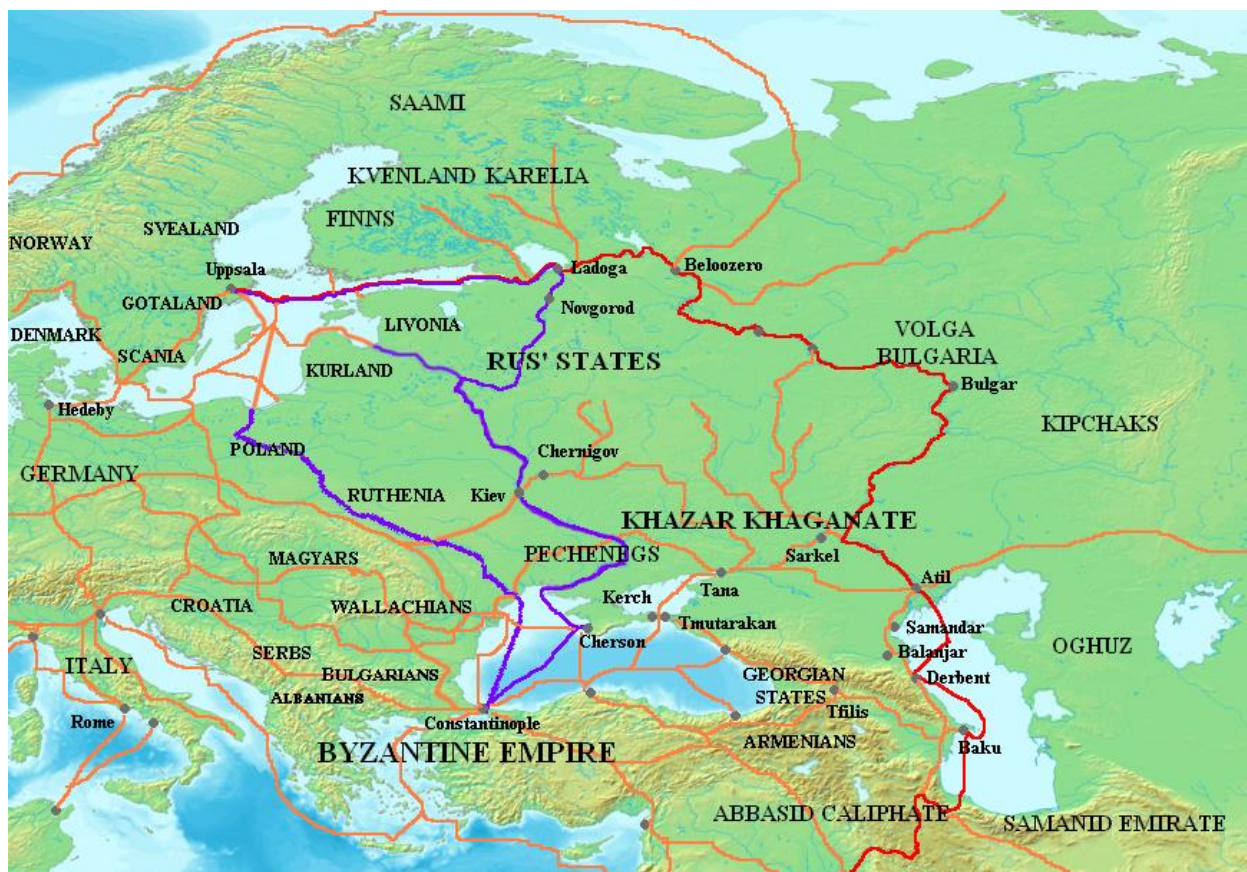 SAAMI
KVENLAND KARELIA
FINNS
SVEALAND
NORWAY
Uppsala
Ladoga
Beloozero
GOTALAND
Novgorod
LIVONIA
DENMARK
VOLGA
BULGARIA
SCANIA
KURLAND
RUS' STATES
Bulgar
Hedeby
KIPCHAKS
POLAND
Chernigov
GERMANY
RUTHENIA
Kiev
KHAZAR KHAGANATE
PECHENEGS
Sarkel
MAGYARS
Atil
Tana
CROATIA
WALLACHIANS
Kerch
Tmutarakan
Samandar
Cherson
OGHUZ
SERBS
Balanjar
ITALY
BULGARIANS
GEORGIAN
STATES
Derbent
ALBANIANS
Rome
Constantinople
Tfilis
ARMENIANS
Baku
BYZANTINE EMPIRE
ABBASID CALIPHATE
SAMANID EMIRATE